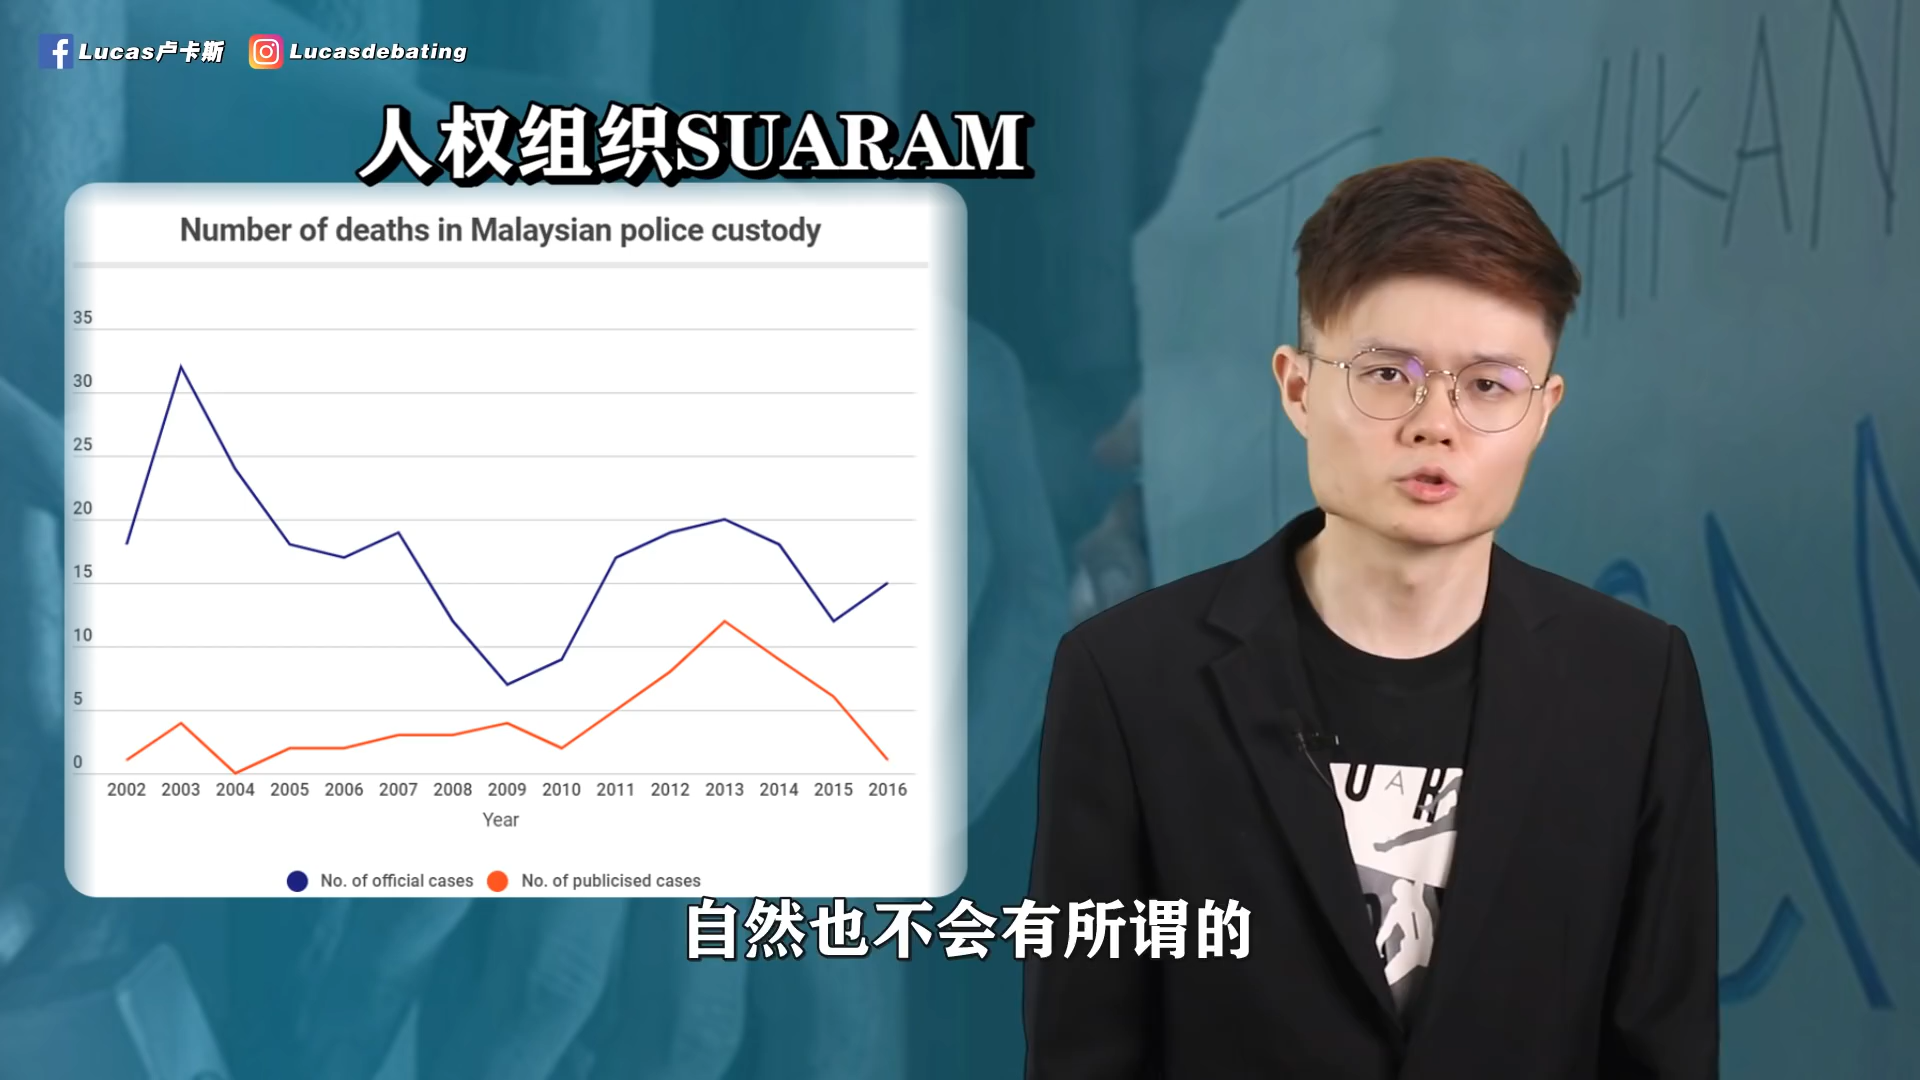 Lucas卢卡斯 Lucasdebating
人权组织SUARAM
Number of deaths in Malaysian police custody
35
30
25
20
15
10
5
0
2002 2003 2004 2005 2006 2007 2008 2009 2010 2011 2012 2013 2014 2015 2016
Year
No. of official cases No. of publicised cases
自然也不会有所谓的